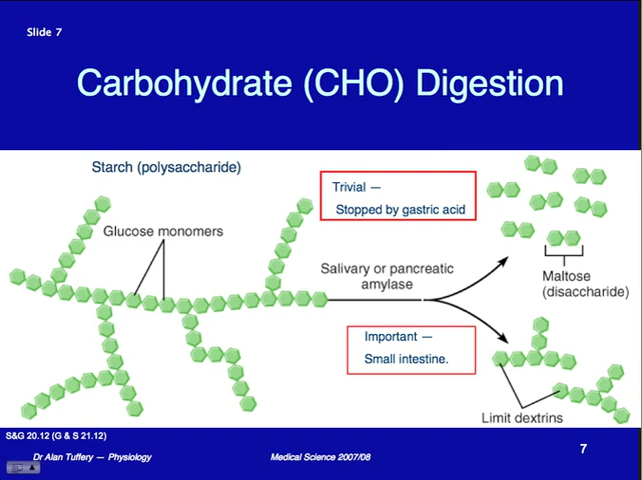 Slide 7
Carbohydrate (CHO) Digestion
Starch (polysaccharide)
Trivial —
Stopped by gastric acid
Glucose monomers
Salivary or pancreatic
amylase
Maltose
(disaccharide)
Important —
Small intestine.
Limit dextrins
S&G 20.12 (G & S 21.12)
Dr Alan Tuffery — Physiology
Medical Science 2007/08
7